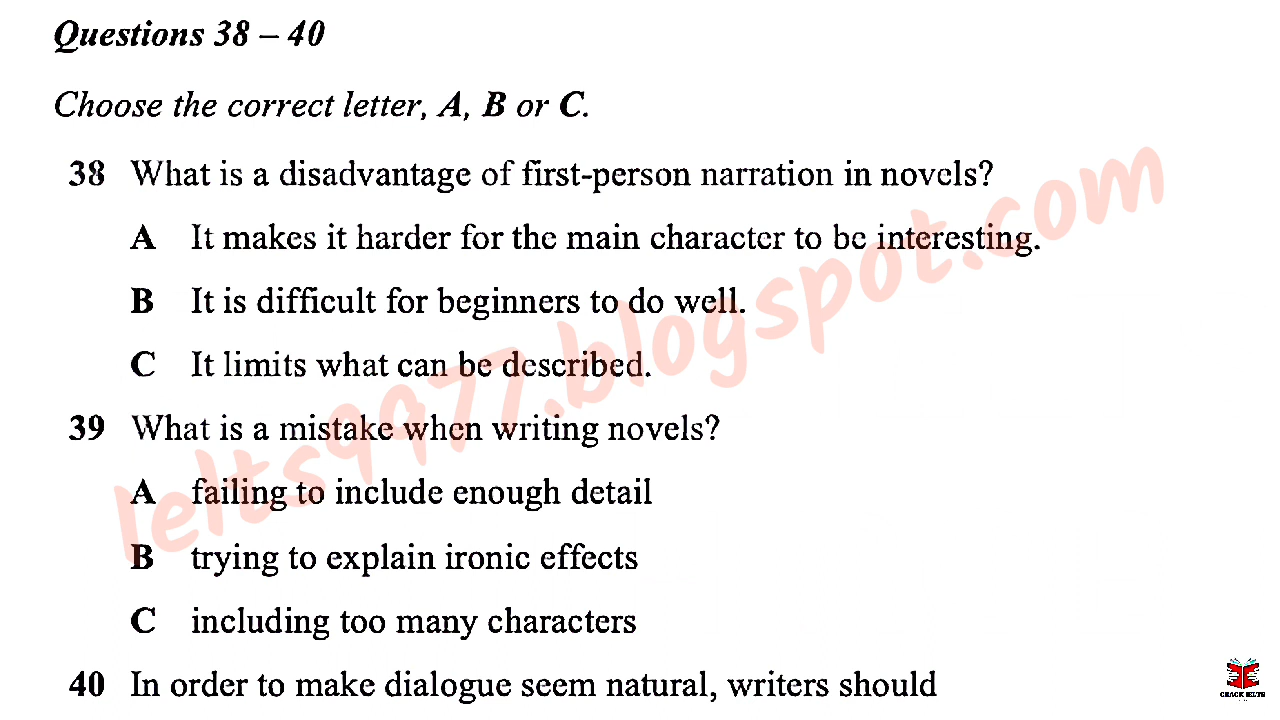 Questions 38 – 40
Choose the correct letter, A, B or C.
38 What is a disadvantage of first-person narration in novels?
A It makes it harder for the main character to be interesting.
B It is difficult for beginners to do well.
C It limits what can be described.
39 What is a mistake when writing novels?
A failing to include enough detail
B trying to explain ironic effects
C including too many characters
40 In order to make dialogue seem natural, writers should
Ielts9977.blogspot.com
CRACK IELTS